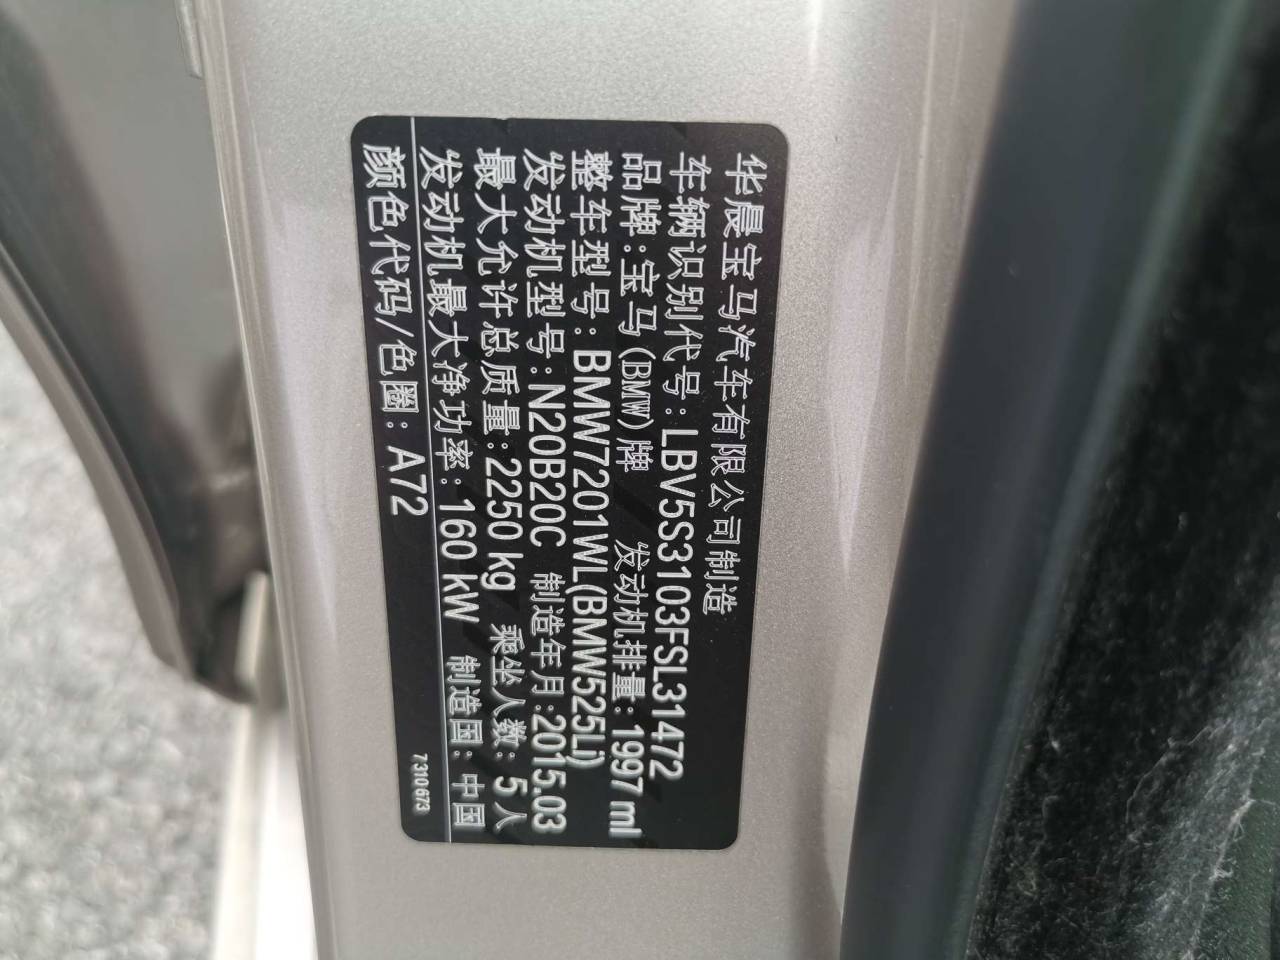 华晨宝马汽车有限公司制造
车辆识别代号:LBV5S3103FSL31472
品牌:宝马(BMW)牌 发动机排量:1997 ml
整车型号:BMW7201WL(BMW525Li)
发动机型号:N20B20C 制造年月:2015.03
最大允许总质量:2250 kg 乘坐人数:5人
发动机最大净功率:160 kW 制造国:中国
颜色代码/色圈:A72
7310673